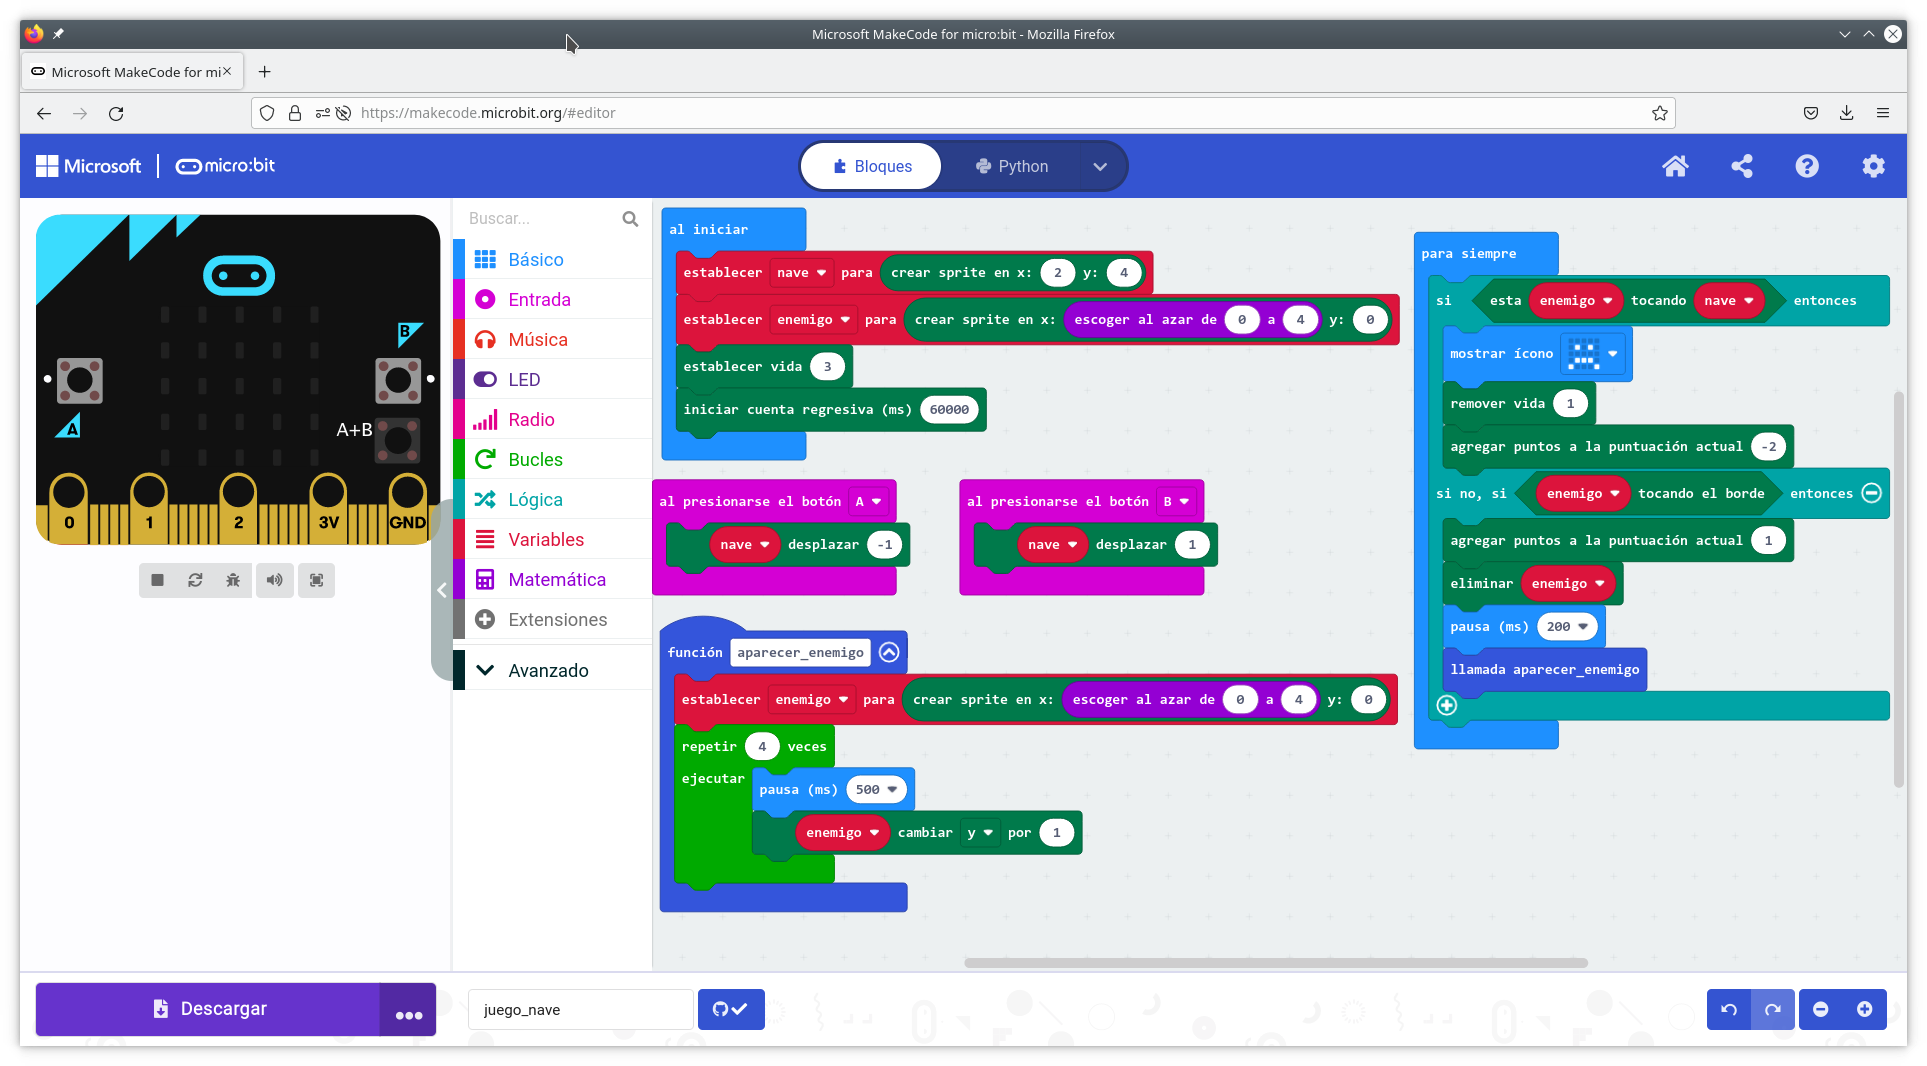 Microsoft MakeCode for micro:bit - Mozilla Firefox
Microsoft MakeCode for mi
https://makecode.microbit.org/#editor
Microsoft micro:bit
Bloques
Python
B
A
A+B
0 1 2 3V GND
Buscar...
Básico
Entrada
Música
LED
Radio
Bucles
Lógica
Variables
Matemática
Extensiones
Avanzado
al iniciar
establecer nave para crear sprite en x: 2 y: 4
establecer enemigo para crear sprite en x: escoger al azar de 0 a 4 y: 0
establecer vida 3
iniciar cuenta regresiva (ms) 60000
al presionarse el botón A
nave desplazar -1
al presionarse el botón B
nave desplazar 1
función aparecer_enemigo
establecer enemigo para crear sprite en x: escoger al azar de 0 a 4 y: 0
repetir 4 veces
ejecutar
pausa (ms) 500
enemigo cambiar y por 1
para siempre
si esta enemigo tocando nave entonces
mostrar ícono
remover vida 1
agregar puntos a la puntuación actual -2
si no, si enemigo tocando el borde entonces
agregar puntos a la puntuación actual 1
eliminar enemigo
pausa (ms) 200
llamada aparecer_enemigo
Descargar
juego_nave